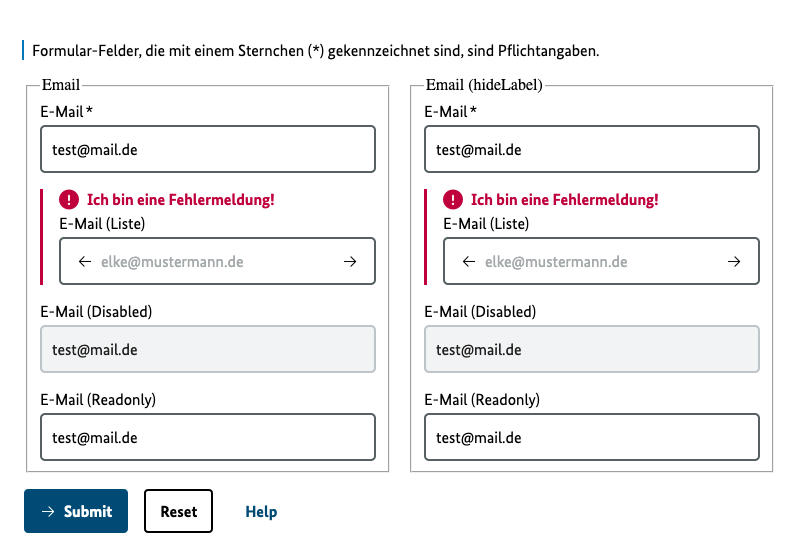 Formular-Felder, die mit einem Sternchen (*) gekennzeichnet sind, sind Pflichtangaben.
Email
E-Mail *
test@mail.de
Ich bin eine Fehlermeldung!
E-Mail (Liste)
elke@mustermann.de
E-Mail (Disabled)
test@mail.de
E-Mail (Readonly)
test@mail.de
Email (hideLabel)
E-Mail *
test@mail.de
Ich bin eine Fehlermeldung!
E-Mail (Liste)
elke@mustermann.de
E-Mail (Disabled)
test@mail.de
E-Mail (Readonly)
test@mail.de
Submit
Reset
Help